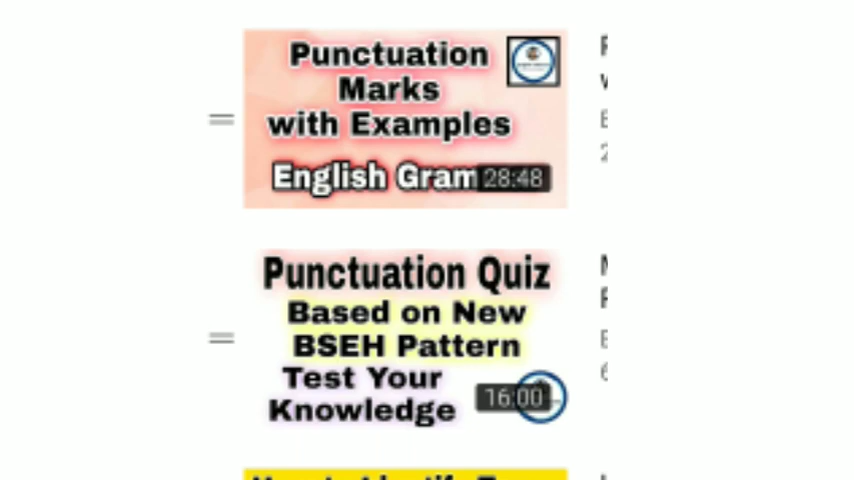 Punctuation
Marks
with Examples
English Gram
28:48
Punctuation Quiz
Based on New
BSEH Pattern
Test Your
Knowledge
16:00